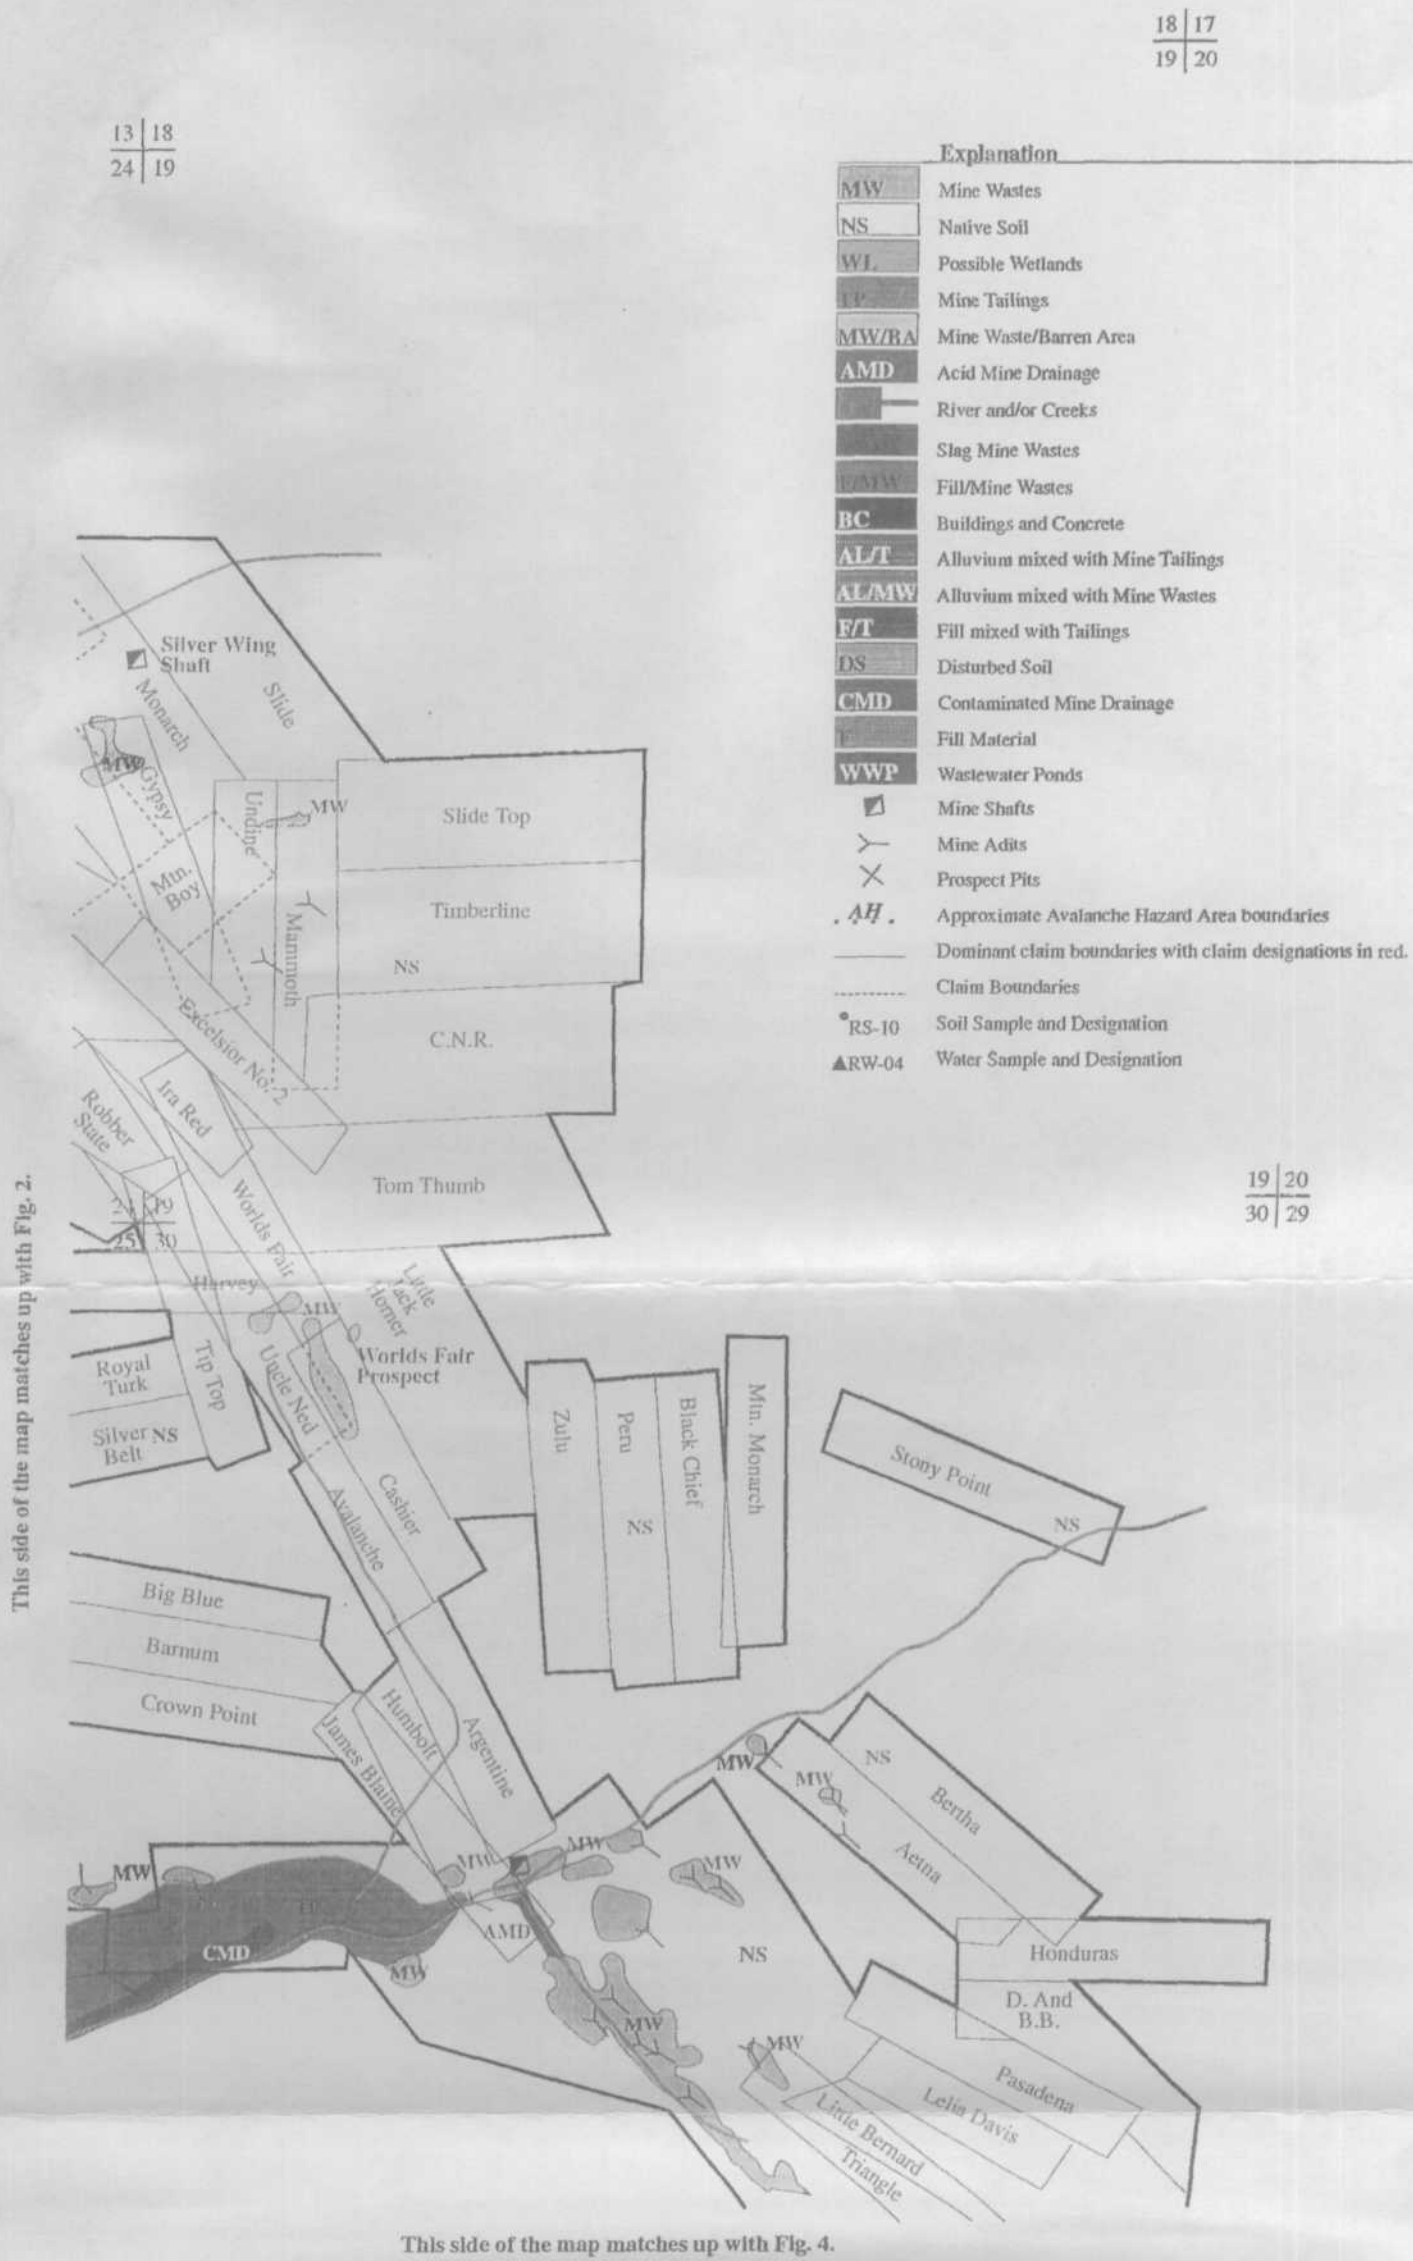 18 17
19 20
13 18
24 19
Explanation
MW Mine Wastes
NS Native Soil
WL Possible Wetlands
TP Mine Tailings
MW/BA Mine Waste/Barren Area
AMD Acid Mine Drainage
River and/or Creeks
Slag Mine Wastes
F/MW Fill/Mine Wastes
BC Buildings and Concrete
AL/T Alluvium mixed with Mine Tailings
AL/MW Alluvium mixed with Mine Wastes
F/T Fill mixed with Tailings
DS Disturbed Soil
CMD Contaminated Mine Drainage
F Fill Material
WWP Wastewater Ponds
Mine Shafts
Mine Adits
Prospect Pits
. AH . Approximate Avalanche Hazard Area boundaries
Dominant claim boundaries with claim designations in red.
Claim Boundaries
RS-10 Soil Sample and Designation
▲RW-04 Water Sample and Designation
Silver Wing
Shaft
Monarch
Slide
MW
Gypsy
Undine
MW
Slide Top
Mtn.
Boy
Timberline
Mammoth
NS
Excelsior No. 2
C.N.R.
Ira Red
Robber
State
Tom Thumb
19 20
30 29
19
25 30
Worlds Fair
Harvey
MW
Little
Jack
Horner
Worlds Fair
Prospect
Royal
Turk
Tip Top
Uncle Ned
Silver NS
Belt
Zulu
Peru
Black Chief
Mtn. Monarch
NS
Stony Point
NS
Avalanche
Cashier
This side of the map matches up with Fig. 2.
Big Blue
Barnum
Crown Point
Humbolt
James Blaine
Argentine
MW
MW
NS
Bertha
Aetna
MW
MW
MW
MW
TP
CMD
AMD
MW
NS
Honduras
D. And
B.B.
MW
MW
Pasadena
Lelia Davis
Little Bernard
Triangle
This side of the map matches up with Fig. 4.